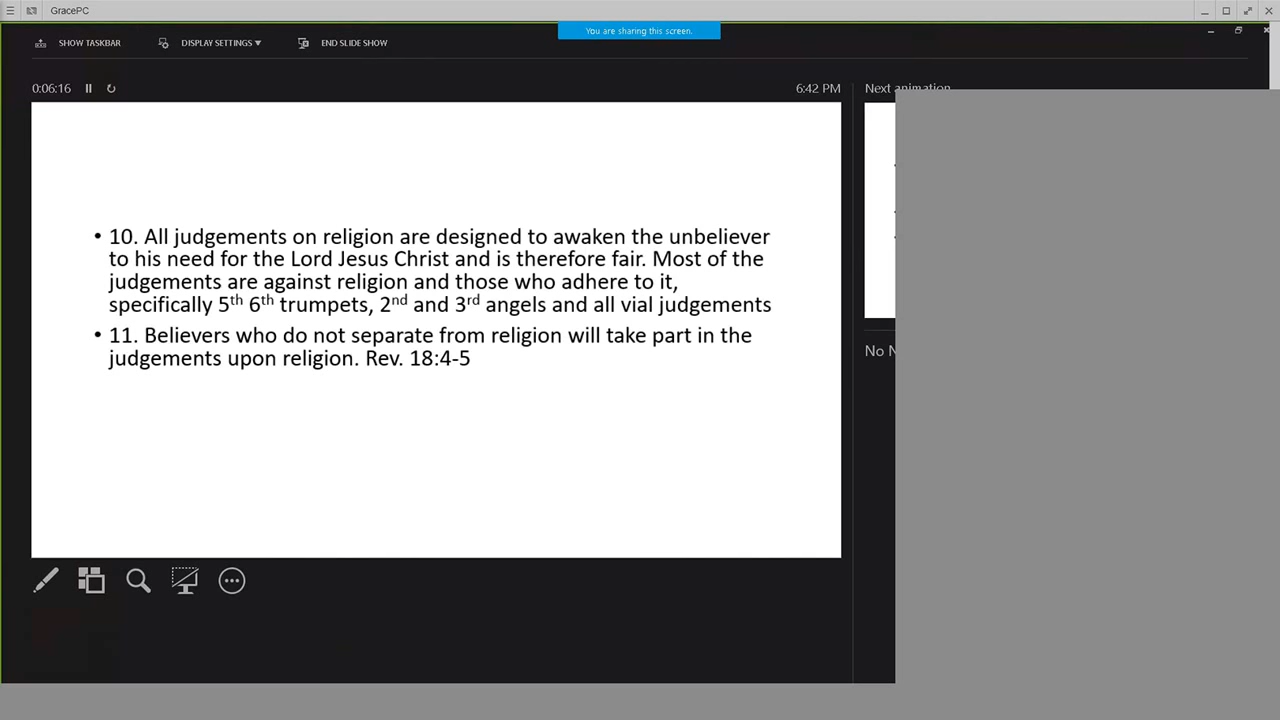 GracePC
You are sharing this screen.
SHOW TASKBAR DISPLAY SETTINGS ▾ END SLIDE SHOW
0:06:16 6:42 PM Next animation
• 10. All judgements on religion are designed to awaken the unbeliever
to his need for the Lord Jesus Christ and is therefore fair. Most of the
judgements are against religion and those who adhere to it,
specifically 5th 6th trumpets, 2nd and 3rd angels and all vial judgements
• 11. Believers who do not separate from religion will take part in the
judgements upon religion. Rev. 18:4-5
No